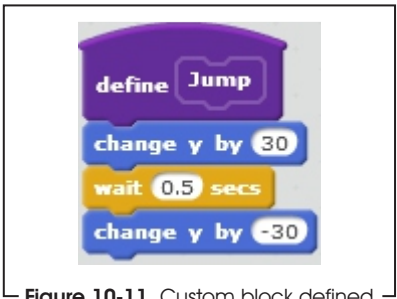 define Jump
change y by 30
wait 0.5 secs
change y by -30
Figure 10-11. Custom block defined